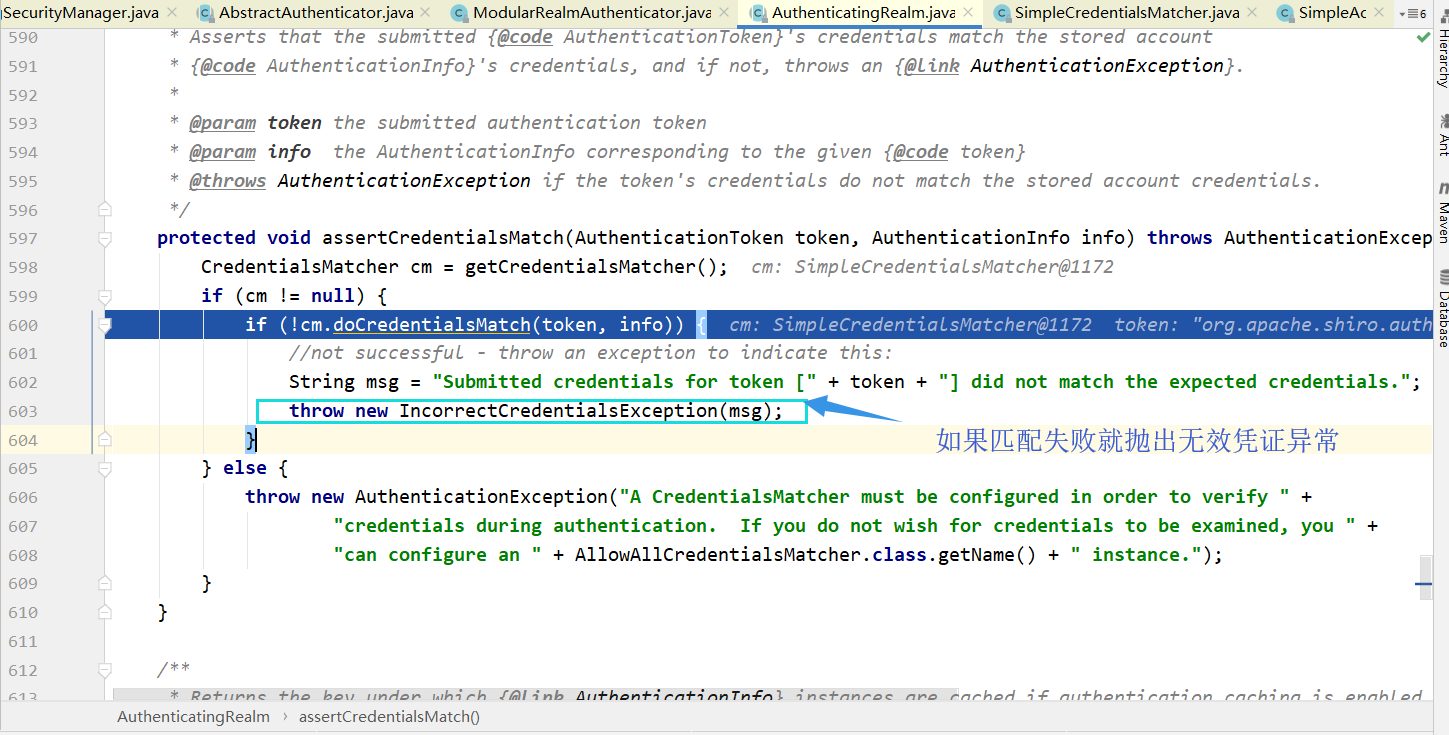 SecurityManager.java AbstractAuthenticator.java ModularRealmAuthenticator.java AuthenticatingRealm.java SimpleCredentialsMatcher.java SimpleAc 6
590 * Asserts that the submitted {@code AuthenticationToken}'s credentials match the stored account
591 * {@code AuthenticationInfo}'s credentials, and if not, throws an {@link AuthenticationException}.
592 *
593 * @param token the submitted authentication token
594 * @param info  the AuthenticationInfo corresponding to the given {@code token}
595 * @throws AuthenticationException if the token's credentials do not match the stored account credentials.
596 */
597 protected void assertCredentialsMatch(AuthenticationToken token, AuthenticationInfo info) throws AuthenticationExcep
598 CredentialsMatcher cm = getCredentialsMatcher();  cm: SimpleCredentialsMatcher@1172
599 if (cm != null) {
600 if (!cm.doCredentialsMatch(token, info)) {  cm: SimpleCredentialsMatcher@1172  token: "org.apache.shiro.auth
601 //not successful - throw an exception to indicate this:
602 String msg = "Submitted credentials for token [" + token + "] did not match the expected credentials.";
603 throw new IncorrectCredentialsException(msg);
如果匹配失败就抛出无效凭证异常
604 }
605 } else {
606 throw new AuthenticationException("A CredentialsMatcher must be configured in order to verify " +
607 "credentials during authentication.  If you do not wish for credentials to be examined, you " +
608 "can configure an " + AllowAllCredentialsMatcher.class.getName() + " instance.");
609 }
610 }
611
612 /**
613 * Returns the key under which {@link AuthenticationInfo} instances are cached if authentication caching is enabled
AuthenticatingRealm › assertCredentialsMatch()
Hierarchy
Ant
Maven
Database